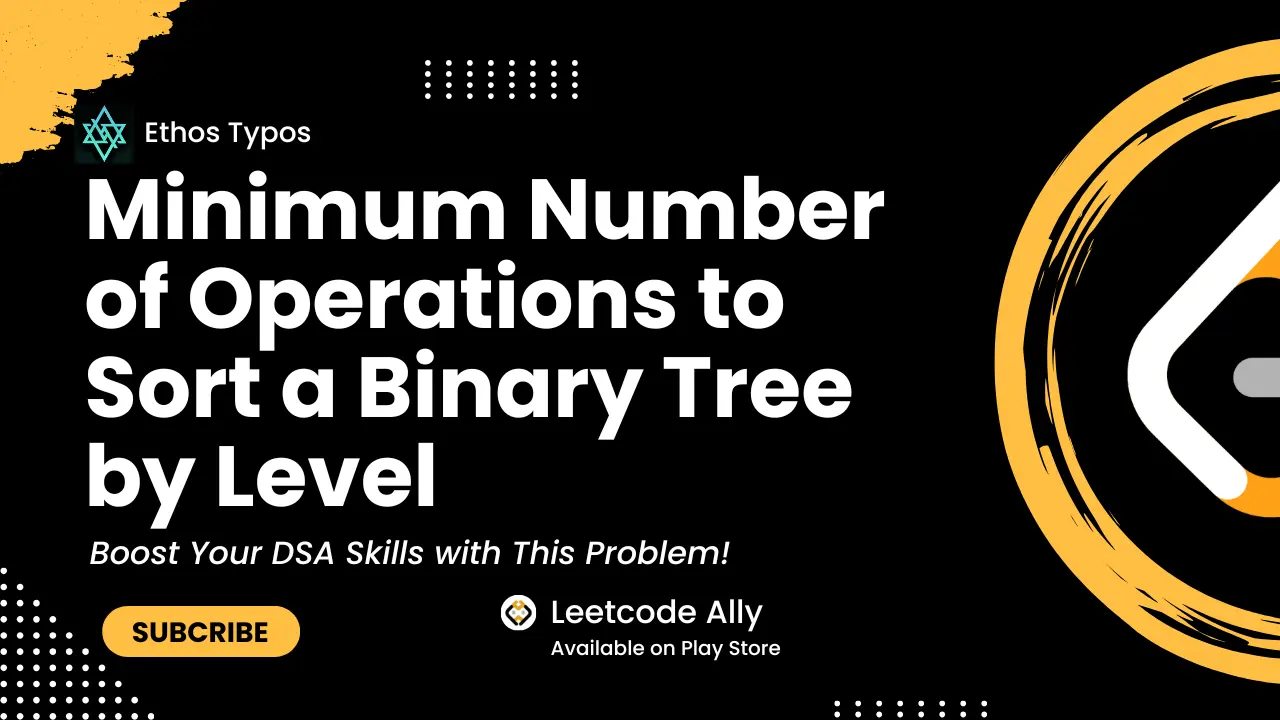 Ethos Typos
Minimum Number
of Operations to
Sort a Binary Tree
by Level
Boost Your DSA Skills with This Problem!
SUBCRIBE
Leetcode Ally
Available on Play Store